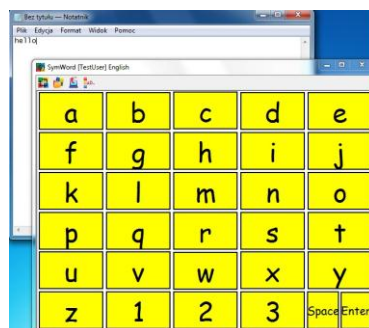 Bez tytułu — Notatnik
Plik Edycja Format Widok Pomoc
hello
SymWord [TestUser] English
a b c d e
f g h i j
k l m n o
p q r s t
u v w x y
z 1 2 3 Space Enter